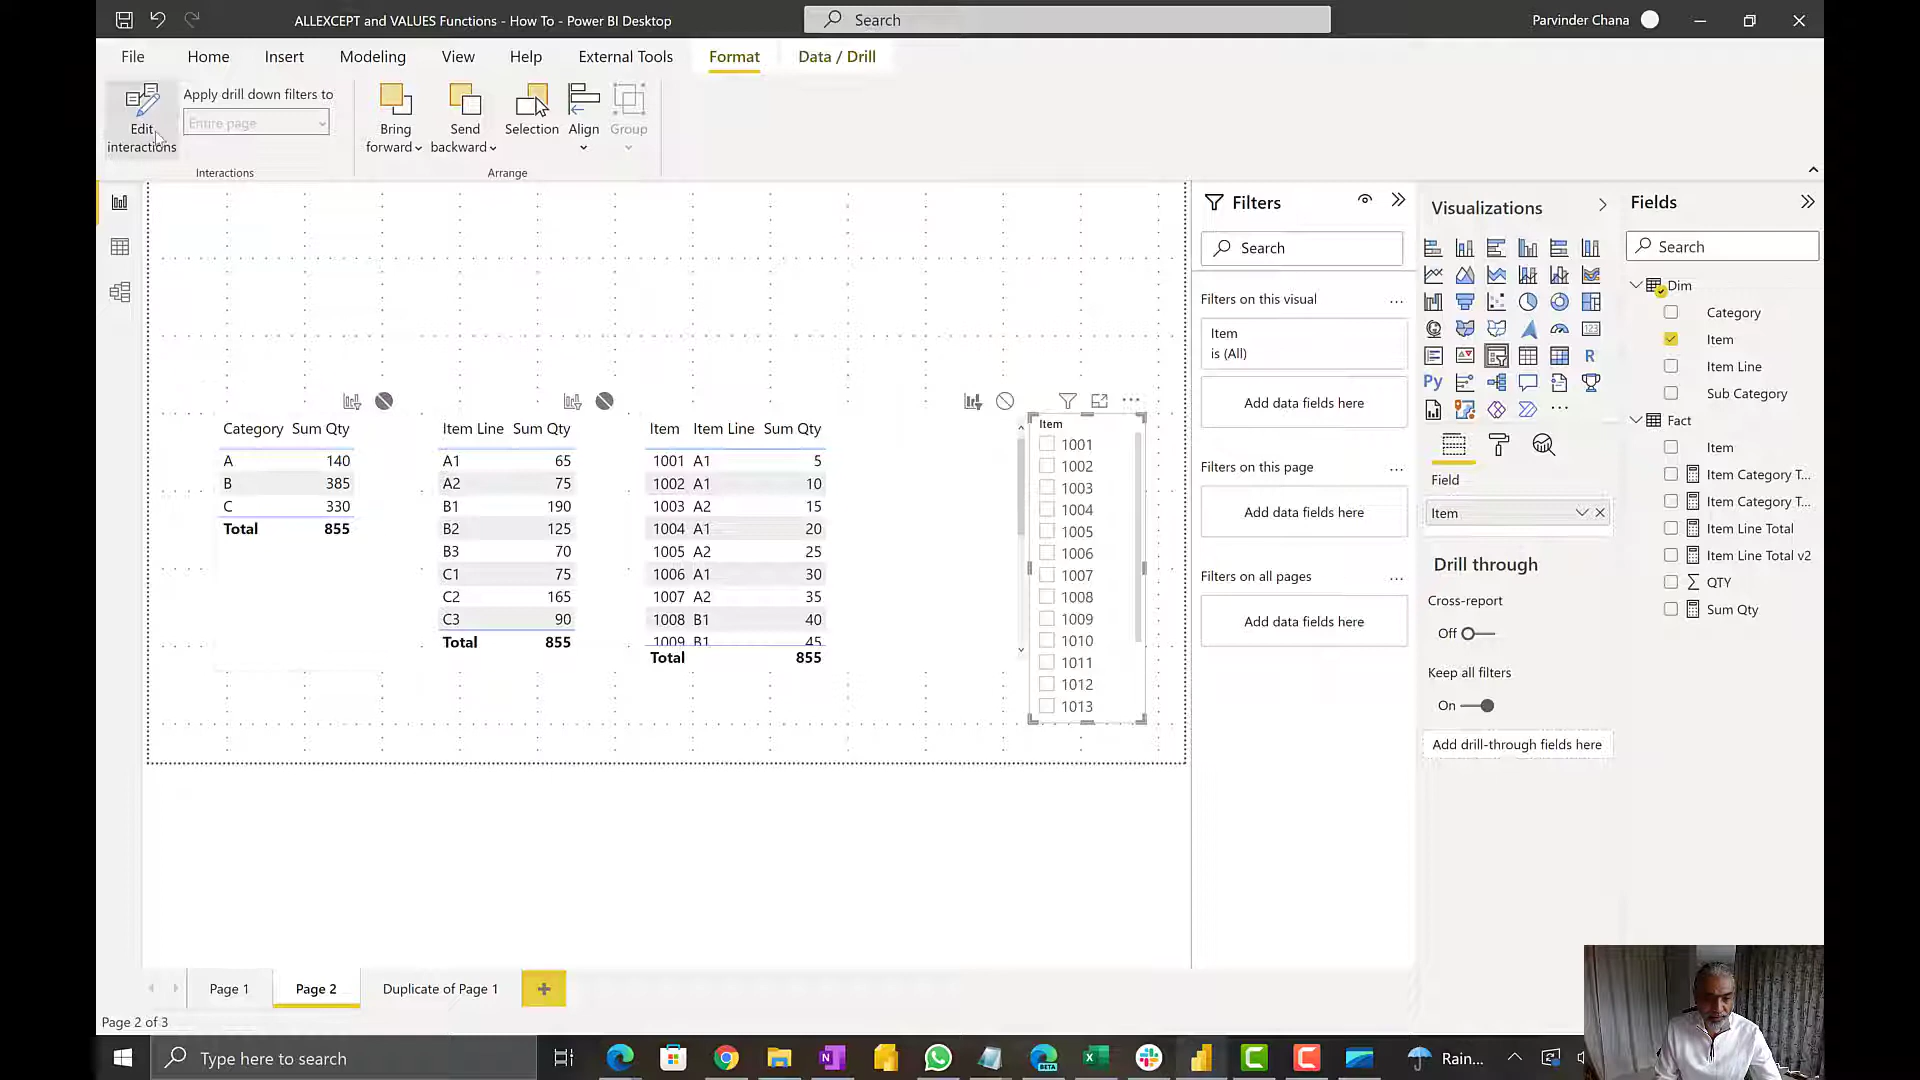 ALLEXCEPT and VALUES Functions - How To - Power BI Desktop
Search
Parvinder Chana
File Home Insert Modeling View Help External Tools Format Data / Drill
Edit interactions
Apply drill down filters to
Entire page
Bring forward
Send backward
Selection
Align
Group
Interactions
Arrange
Filters
Search
Filters on this visual ...
Item
is (All)
Add data fields here
Filters on this page ...
Add data fields here
Filters on all pages ...
Add data fields here
Visualizations
R
Py
123
...
Field
Item
Drill through
Cross-report
Off
Keep all filters
On
Add drill-through fields here
Fields
Search
Dim
Category
Item
Item Line
Sub Category
Fact
Item
Item Category T...
Item Category T...
Item Line Total
Item Line Total v2
QTY
Sum Qty
Category Sum Qty
A 140
B 385
C 330
Total 855
Item Line Sum Qty
A1 65
A2 75
B1 190
B2 125
B3 70
C1 75
C2 165
C3 90
Total 855
Item Item Line Sum Qty
1001 A1 5
1002 A1 10
1003 A2 15
1004 A1 20
1005 A2 25
1006 A1 30
1007 A2 35
1008 B1 40
1009 B1 45
Total 855
Item
1001
1002
1003
1004
1005
1006
1007
1008
1009
1010
1011
1012
1013
Page 1 Page 2 Duplicate of Page 1 +
Page 2 of 3
Type here to search
BETA
Rain...